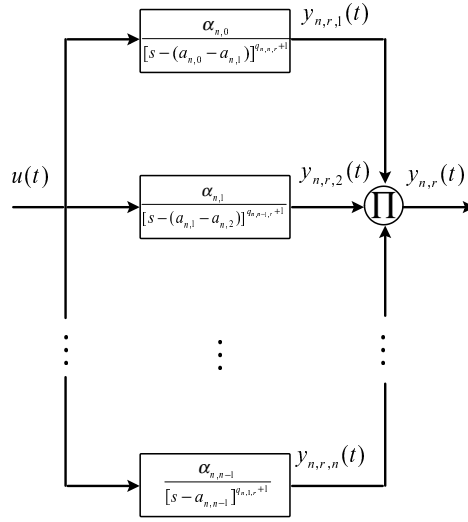 α_{n,0} / [s−(a_{n,0}−a_{n,1})]^{q_{n,n,r}+1}
y_{n,r,1}(t)
u(t)
α_{n,1} / [s−(a_{n,1}−a_{n,2})]^{q_{n,n−1,r}+1}
y_{n,r,2}(t)
Π
y_{n,r}(t)
α_{n,n−1} / [s−a_{n,n−1}]^{q_{n,1,r}+1}
y_{n,r,n}(t)